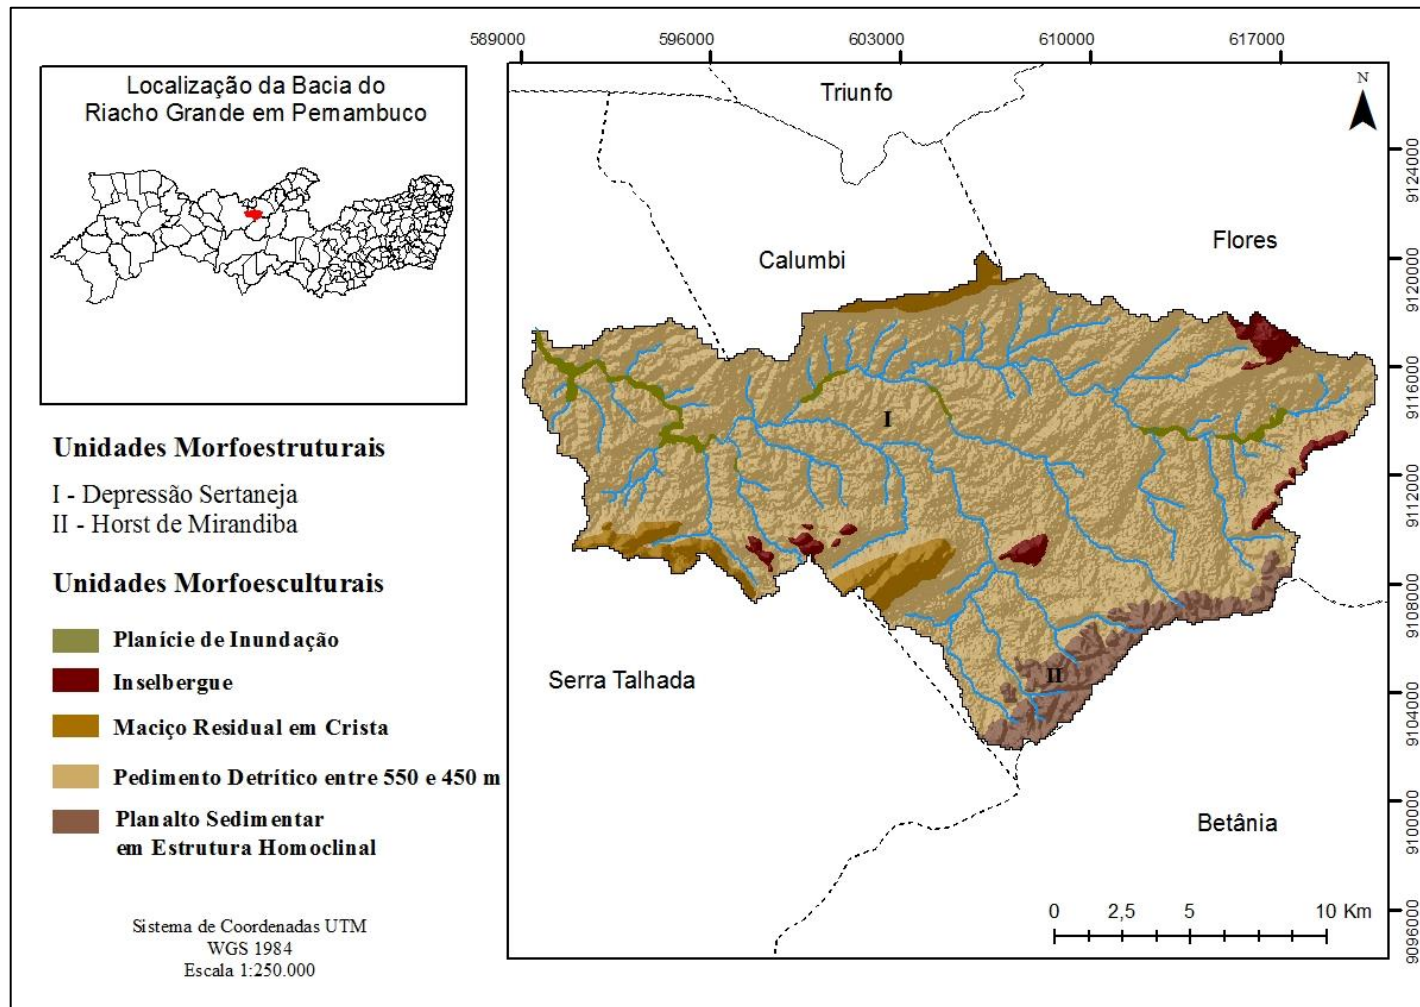 Localização da Bacia do
Riacho Grande em Pernambuco
Unidades Morfoestruturais
I - Depressão Sertaneja
II - Horst de Mirandiba
Unidades Morfoesculturais
Planície de Inundação
Inselbergue
Maciço Residual em Crista
Pedimento Detrítico entre 550 e 450 m
Planalto Sedimentar
em Estrutura Homoclinal
Sistema de Coordenadas UTM
WGS 1984
Escala 1:250.000
589000 596000 603000 610000 617000
N
Triunfo
Calumbi
Flores
I
II
Serra Talhada
Betânia
0 2,5 5 10 Km
9124000
9120000
9116000
9112000
9108000
9104000
9100000
9096000